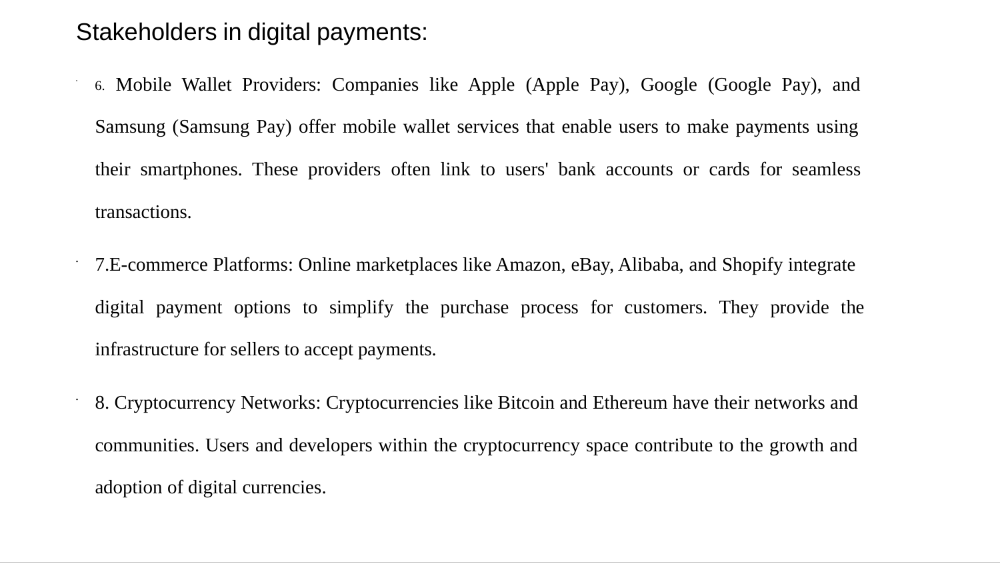 Stakeholders in digital payments:
· 6. Mobile Wallet Providers: Companies like Apple (Apple Pay), Google (Google Pay), and
Samsung (Samsung Pay) offer mobile wallet services that enable users to make payments using
their smartphones. These providers often link to users' bank accounts or cards for seamless
transactions.
· 7.E-commerce Platforms: Online marketplaces like Amazon, eBay, Alibaba, and Shopify integrate
digital payment options to simplify the purchase process for customers. They provide the
infrastructure for sellers to accept payments.
· 8. Cryptocurrency Networks: Cryptocurrencies like Bitcoin and Ethereum have their networks and
communities. Users and developers within the cryptocurrency space contribute to the growth and
adoption of digital currencies.